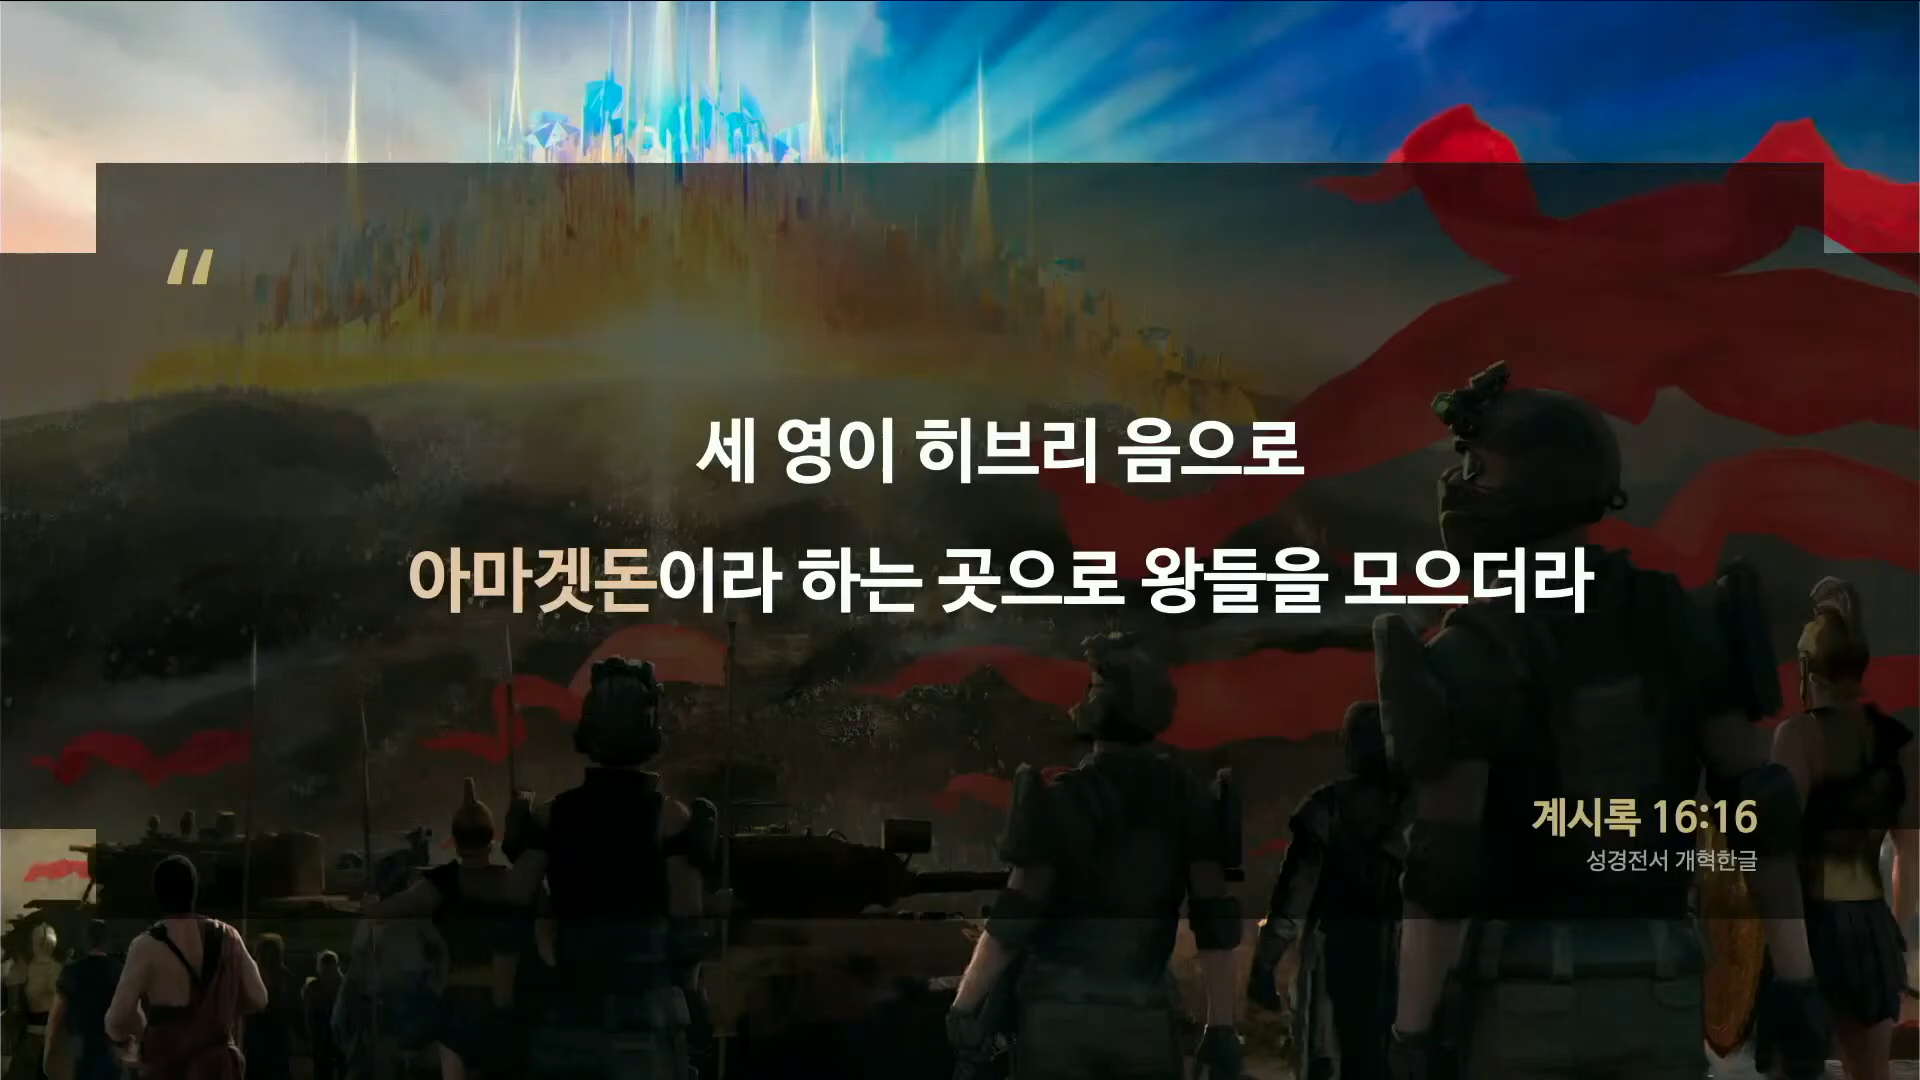 “
세 영이 히브리 음으로
아마겟돈이라 하는 곳으로 왕들을 모으더라
계시록 16:16
성경전서 개혁한글